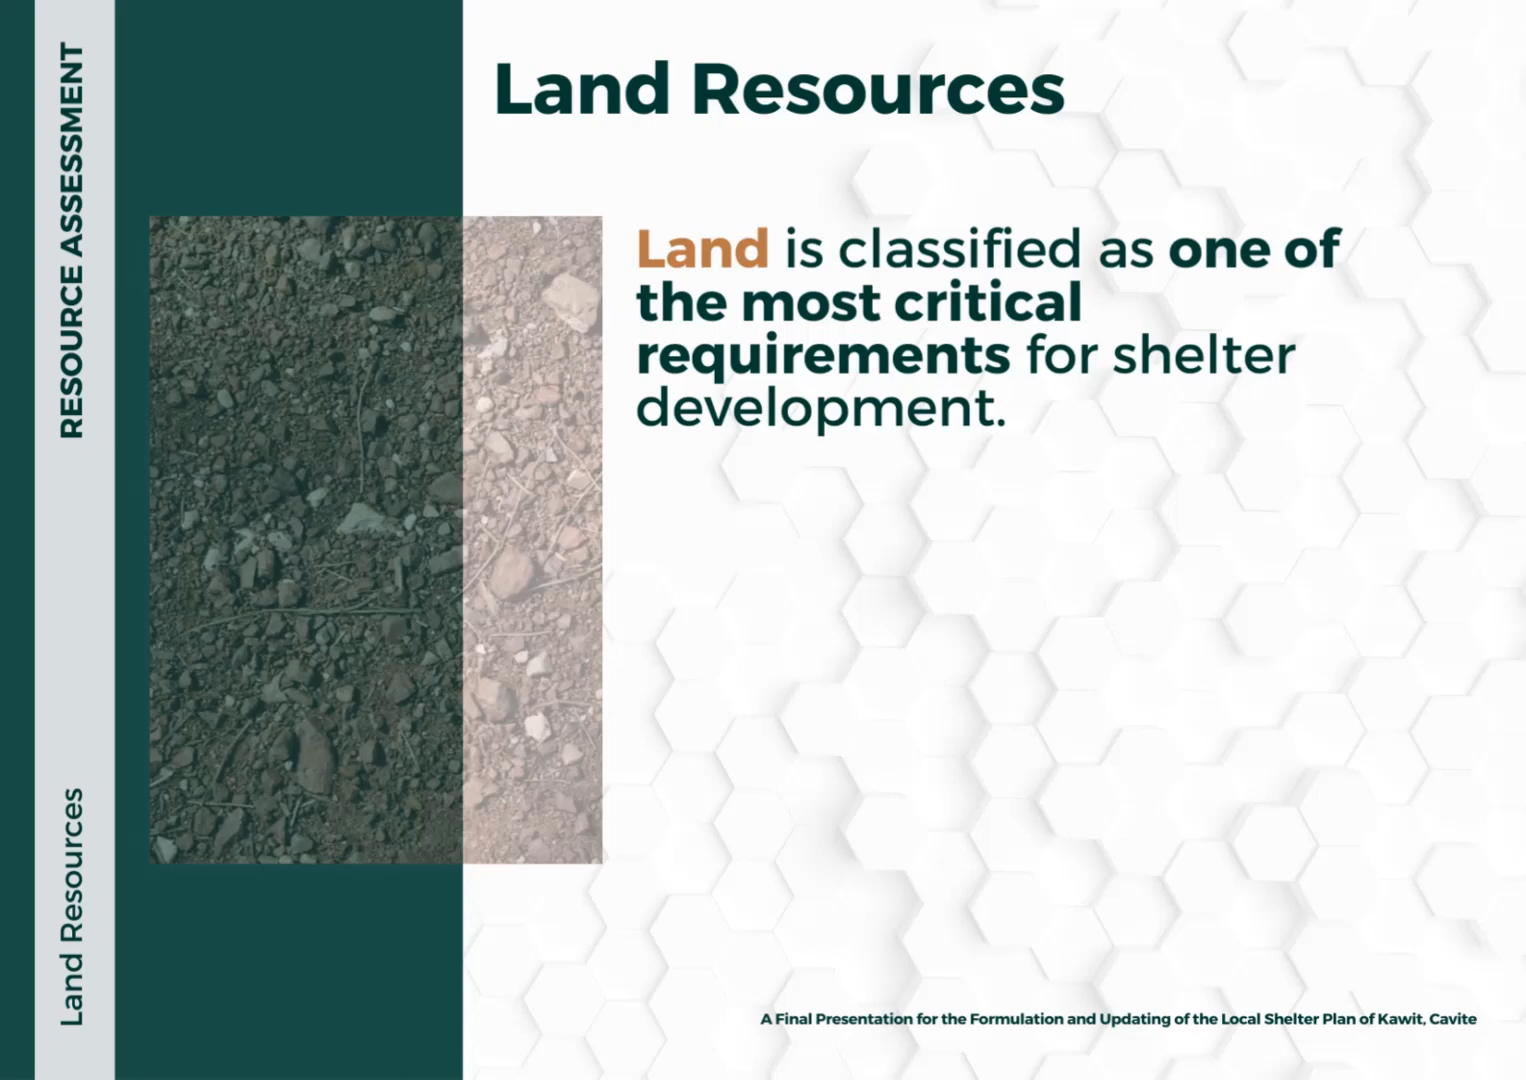 RESOURCE ASSESSMENT
Land Resources
Land Resources
Land is classified as one of
the most critical
requirements for shelter
development.
A Final Presentation for the Formulation and Updating of the Local Shelter Plan of Kawit, Cavite